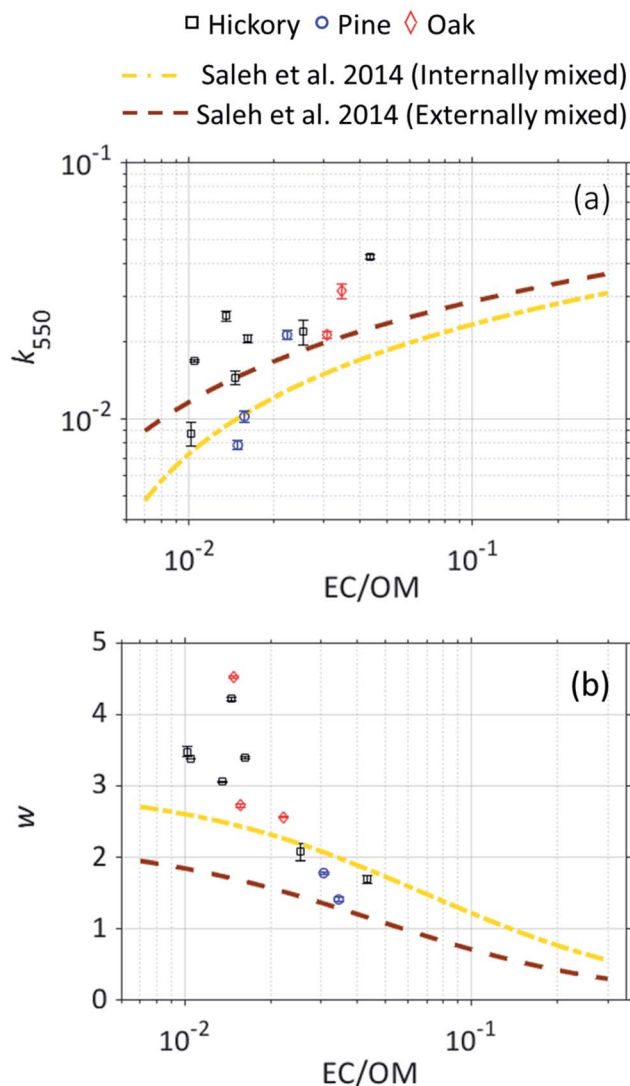 Hickory Pine Oak
Saleh et al. 2014 (Internally mixed)
Saleh et al. 2014 (Externally mixed)
(a)
10⁻¹
k₅₅₀
10⁻²
10⁻² 10⁻¹
EC/OM
(b)
5
4
3
w
2
1
0
10⁻² 10⁻¹
EC/OM